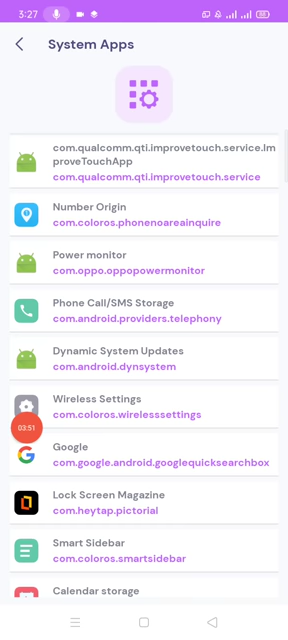 3:27
System Apps
com.qualcomm.qti.improvetouch.service.Im
proveTouchApp
com.qualcomm.qti.improvetouch.service
Number Origin
com.coloros.phonenoareainquire
Power monitor
com.oppo.oppopowermonitor
Phone Call/SMS Storage
com.android.providers.telephony
Dynamic System Updates
com.android.dynsystem
Wireless Settings
com.coloros.wirelesssettings
03:51
Google
com.google.android.googlequicksearchbox
Lock Screen Magazine
com.heytap.pictorial
Smart Sidebar
com.coloros.smartsidebar
Calendar storage